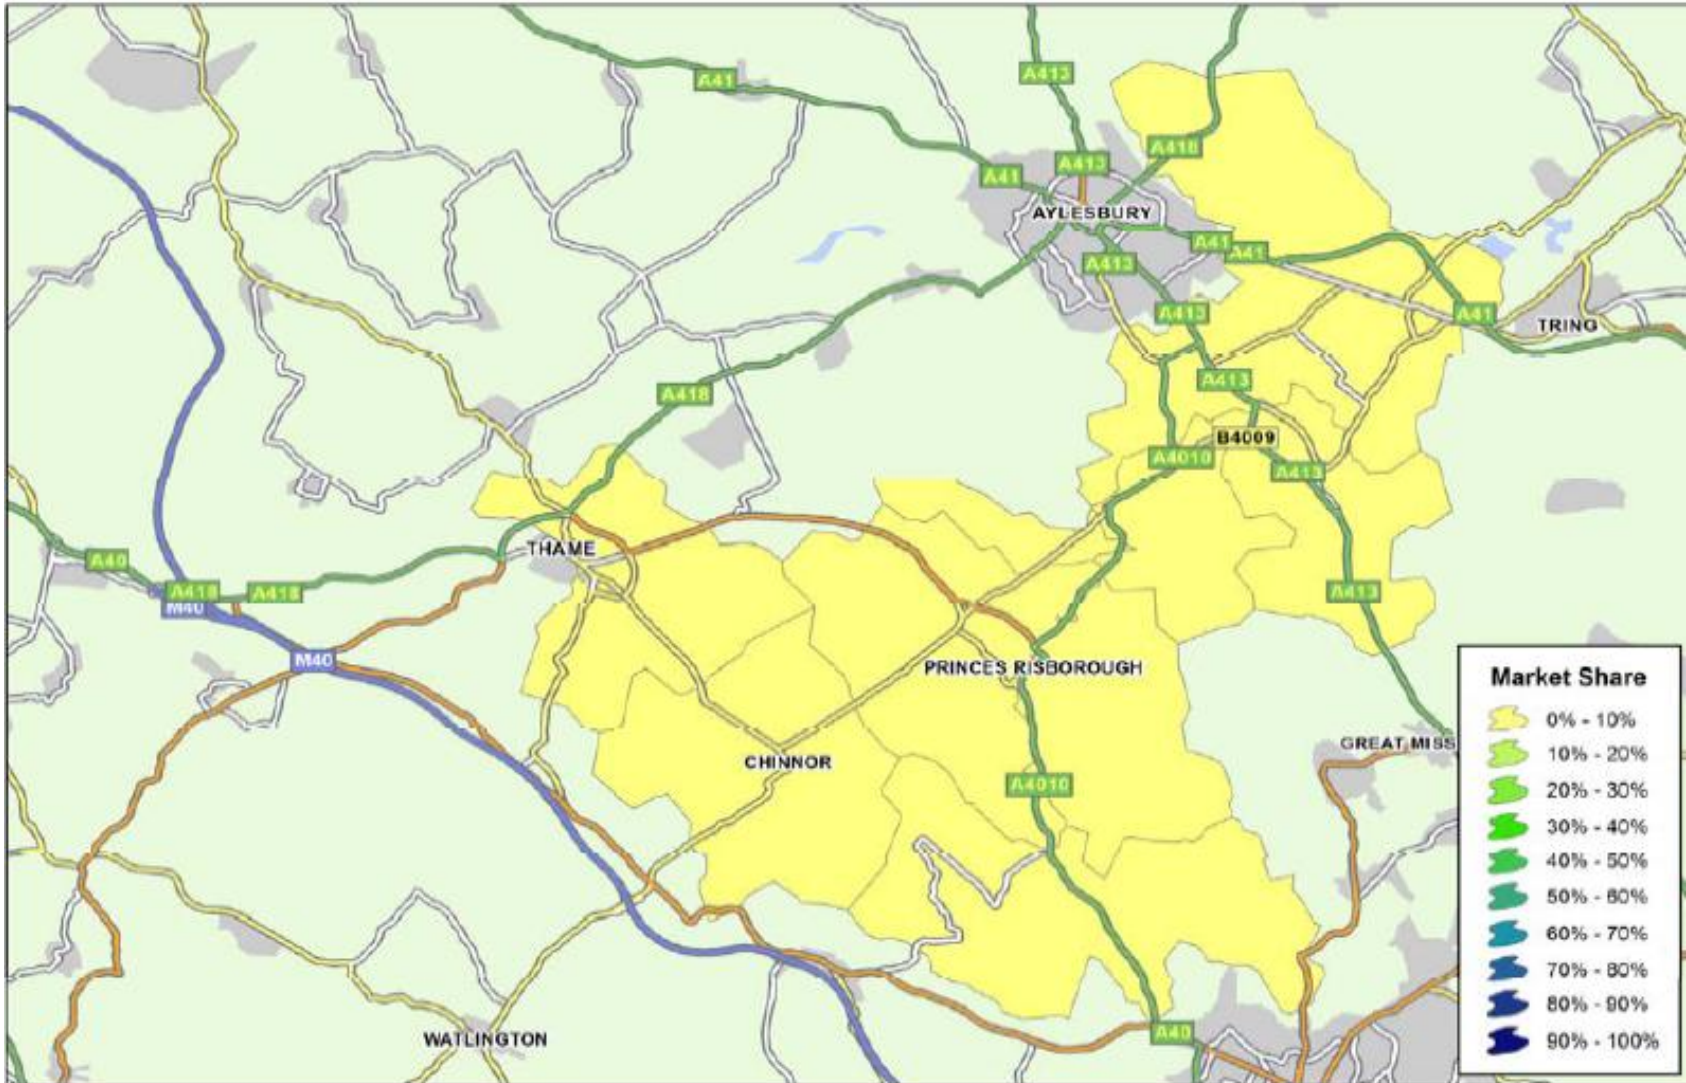 A41
A413
A418
A413
A41
AYLESBURY
A41
A41
A413
A413
A41
TRING
A413
A418
B4009
A4010
A413
THAME
A40
A418
A418
M40
A413
M40
PRINCES RISBOROUGH
CHINNOR
A4010
GREAT MISS
WATLINGTON
A40
Market Share
0% - 10%
10% - 20%
20% - 30%
30% - 40%
40% - 50%
50% - 60%
60% - 70%
70% - 80%
80% - 90%
90% - 100%